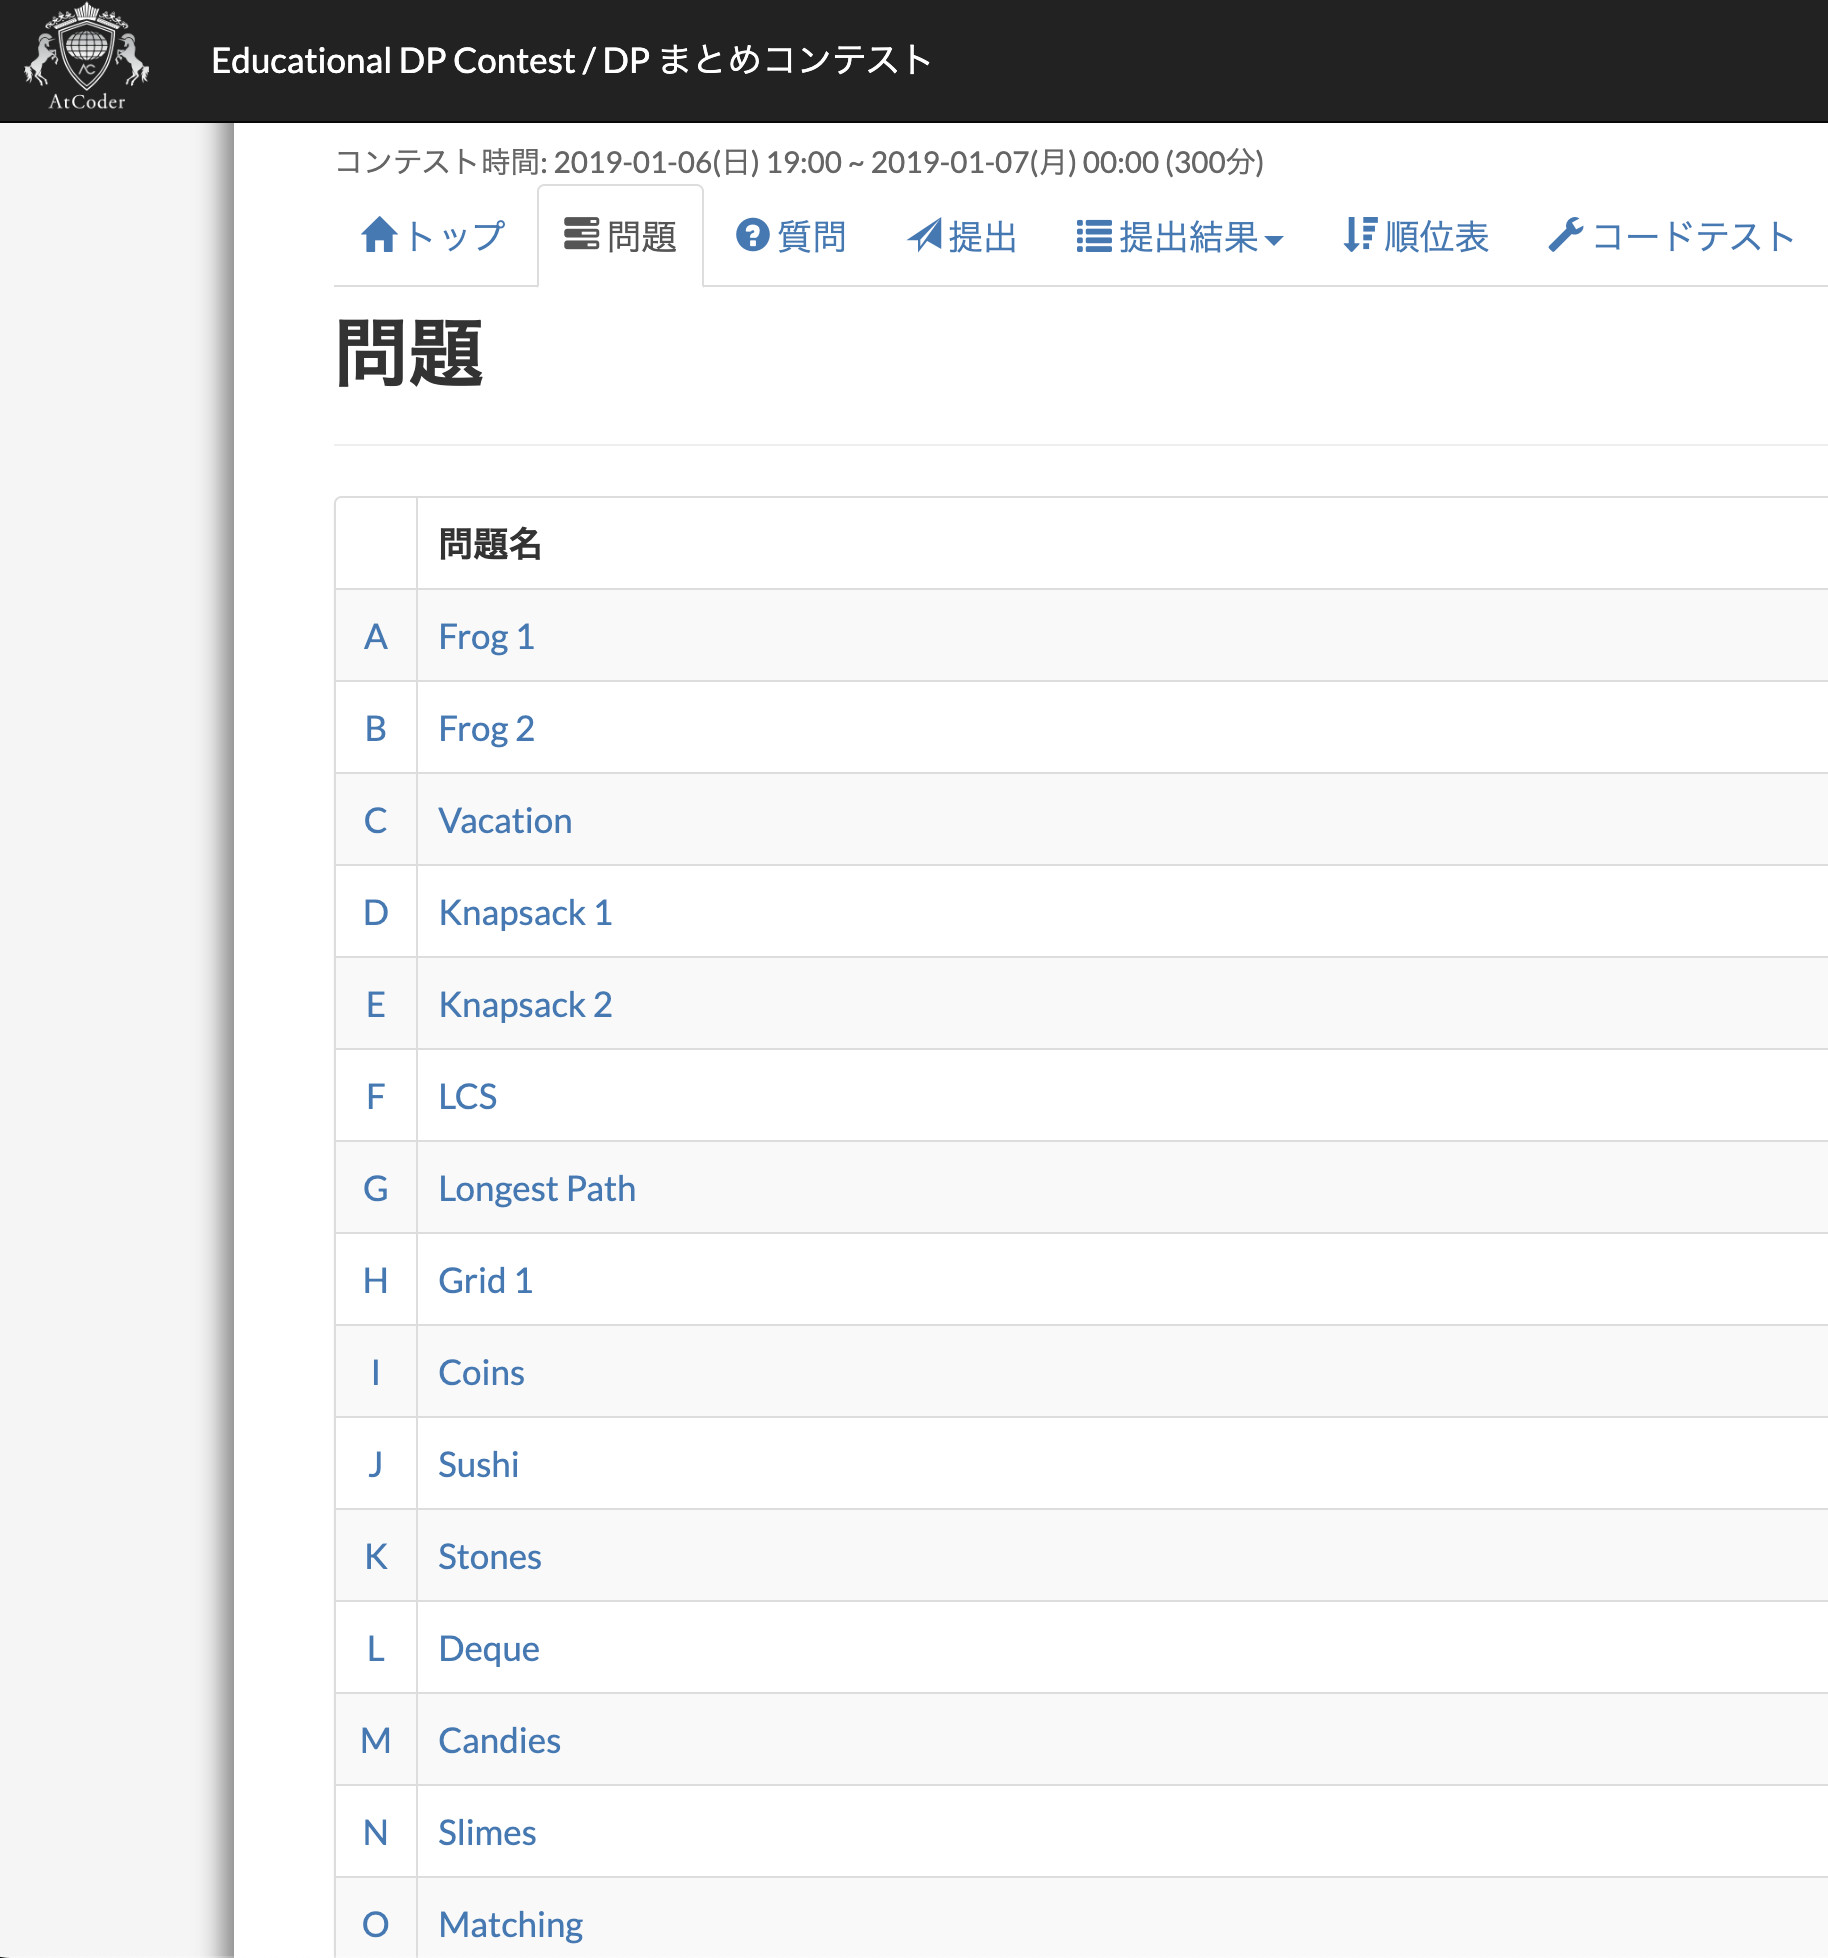 AtCoder
Educational DP Contest / DP まとめコンテスト
コンテスト時間: 2019-01-06(日) 19:00 ~ 2019-01-07(月) 00:00 (300分)
トップ 問題 質問 提出 提出結果 順位表 コードテスト
問題
問題名
A Frog 1
B Frog 2
C Vacation
D Knapsack 1
E Knapsack 2
F LCS
G Longest Path
H Grid 1
I Coins
J Sushi
K Stones
L Deque
M Candies
N Slimes
O Matching